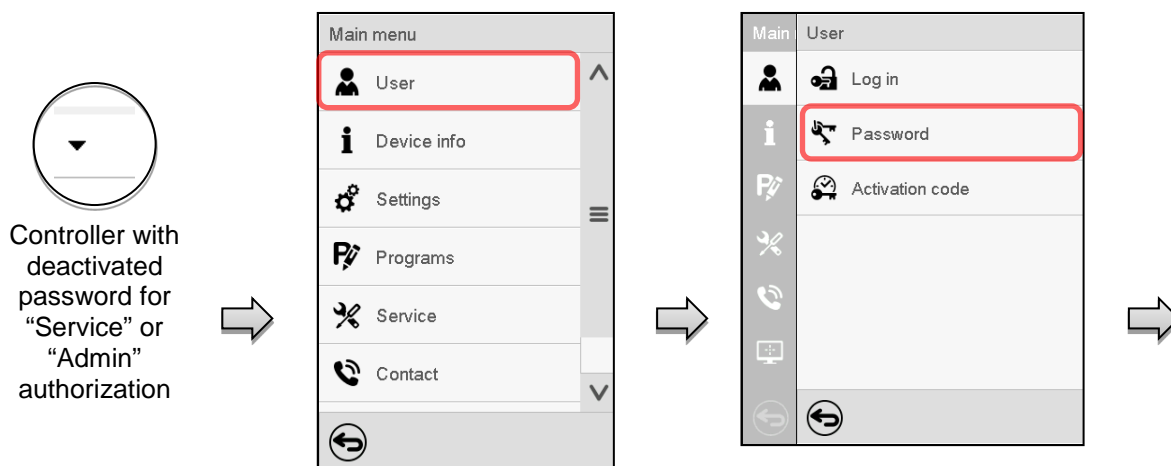 Controller with
deactivated
password for
“Service” or
“Admin”
authorization
Main menu
User
Device info
Settings
Programs
Service
Contact
Main
User
Log in
Password
Activation code